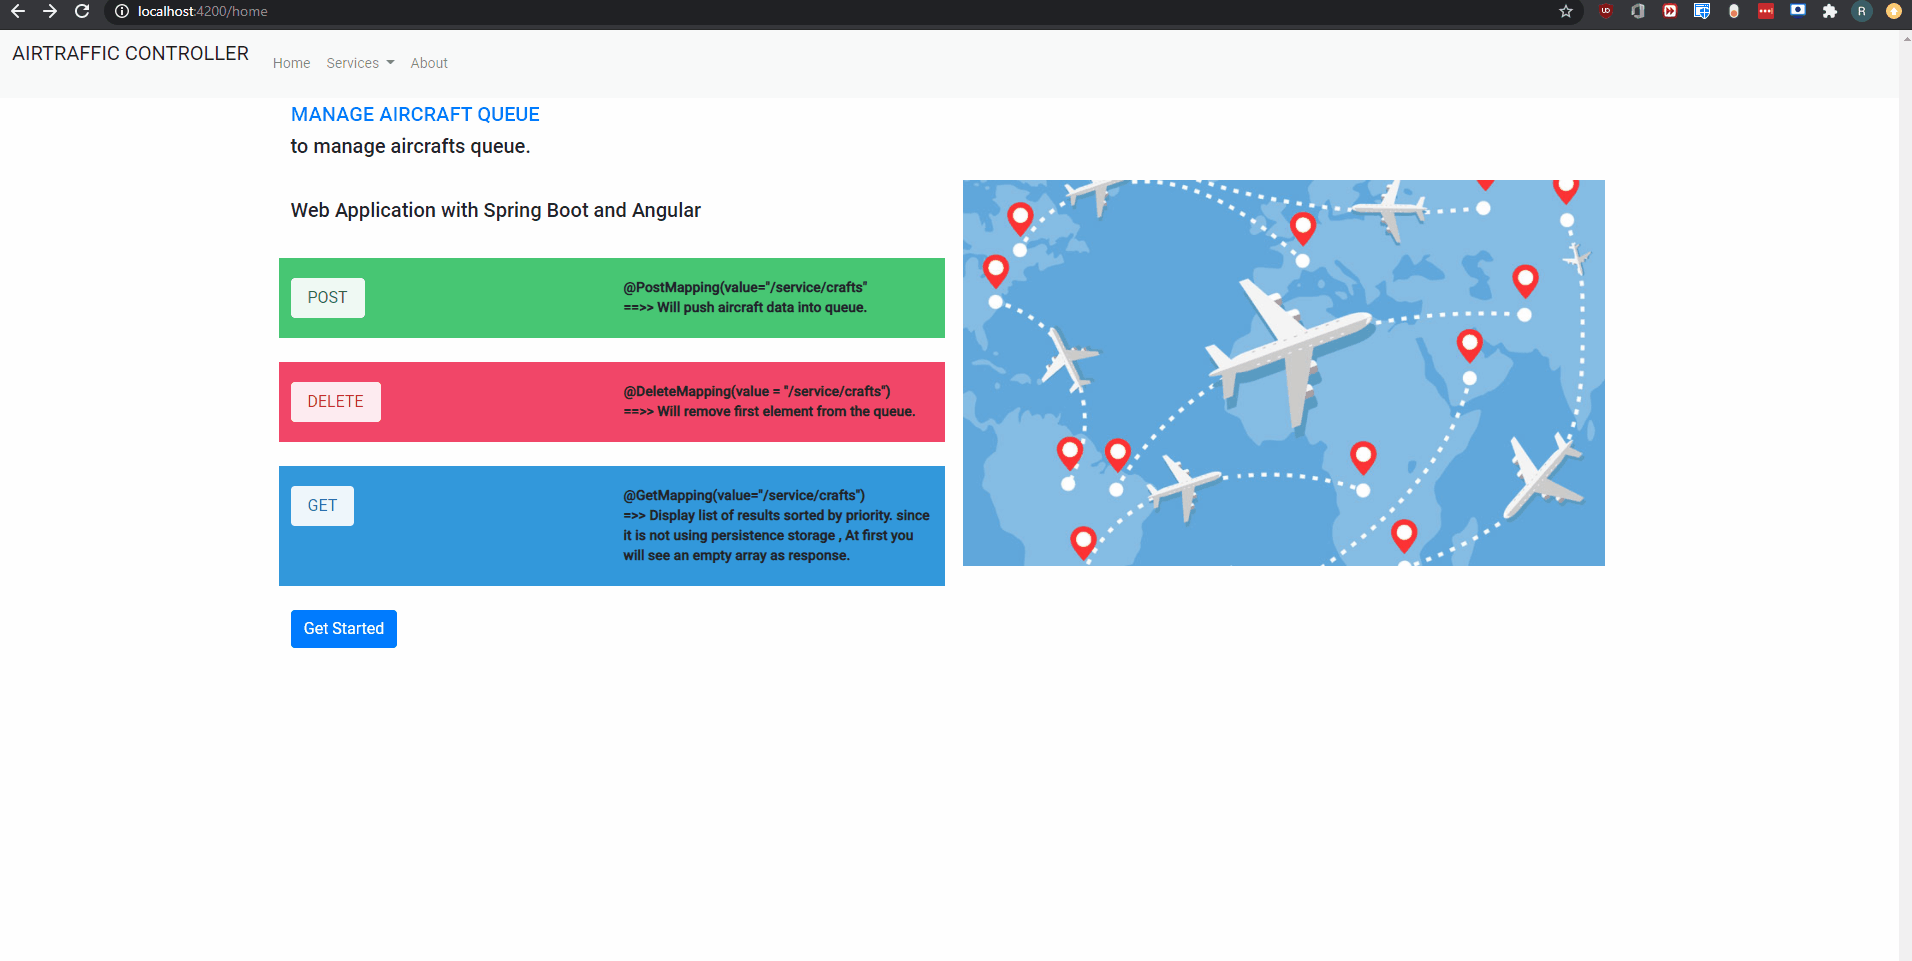 localhost:4200/home
AIRTRAFFIC CONTROLLER
Home
Services
About
MANAGE AIRCRAFT QUEUE
to manage aircrafts queue.
Web Application with Spring Boot and Angular
POST
@PostMapping(value="/service/crafts"
==>> Will push aircraft data into queue.
DELETE
@DeleteMapping(value = "/service/crafts")
==>> Will remove first element from the queue.
GET
@GetMapping(value="/service/crafts")
=>> Display list of results sorted by priority. since
it is not using persistence storage , At first you
will see an empty array as response.
Get Started
R